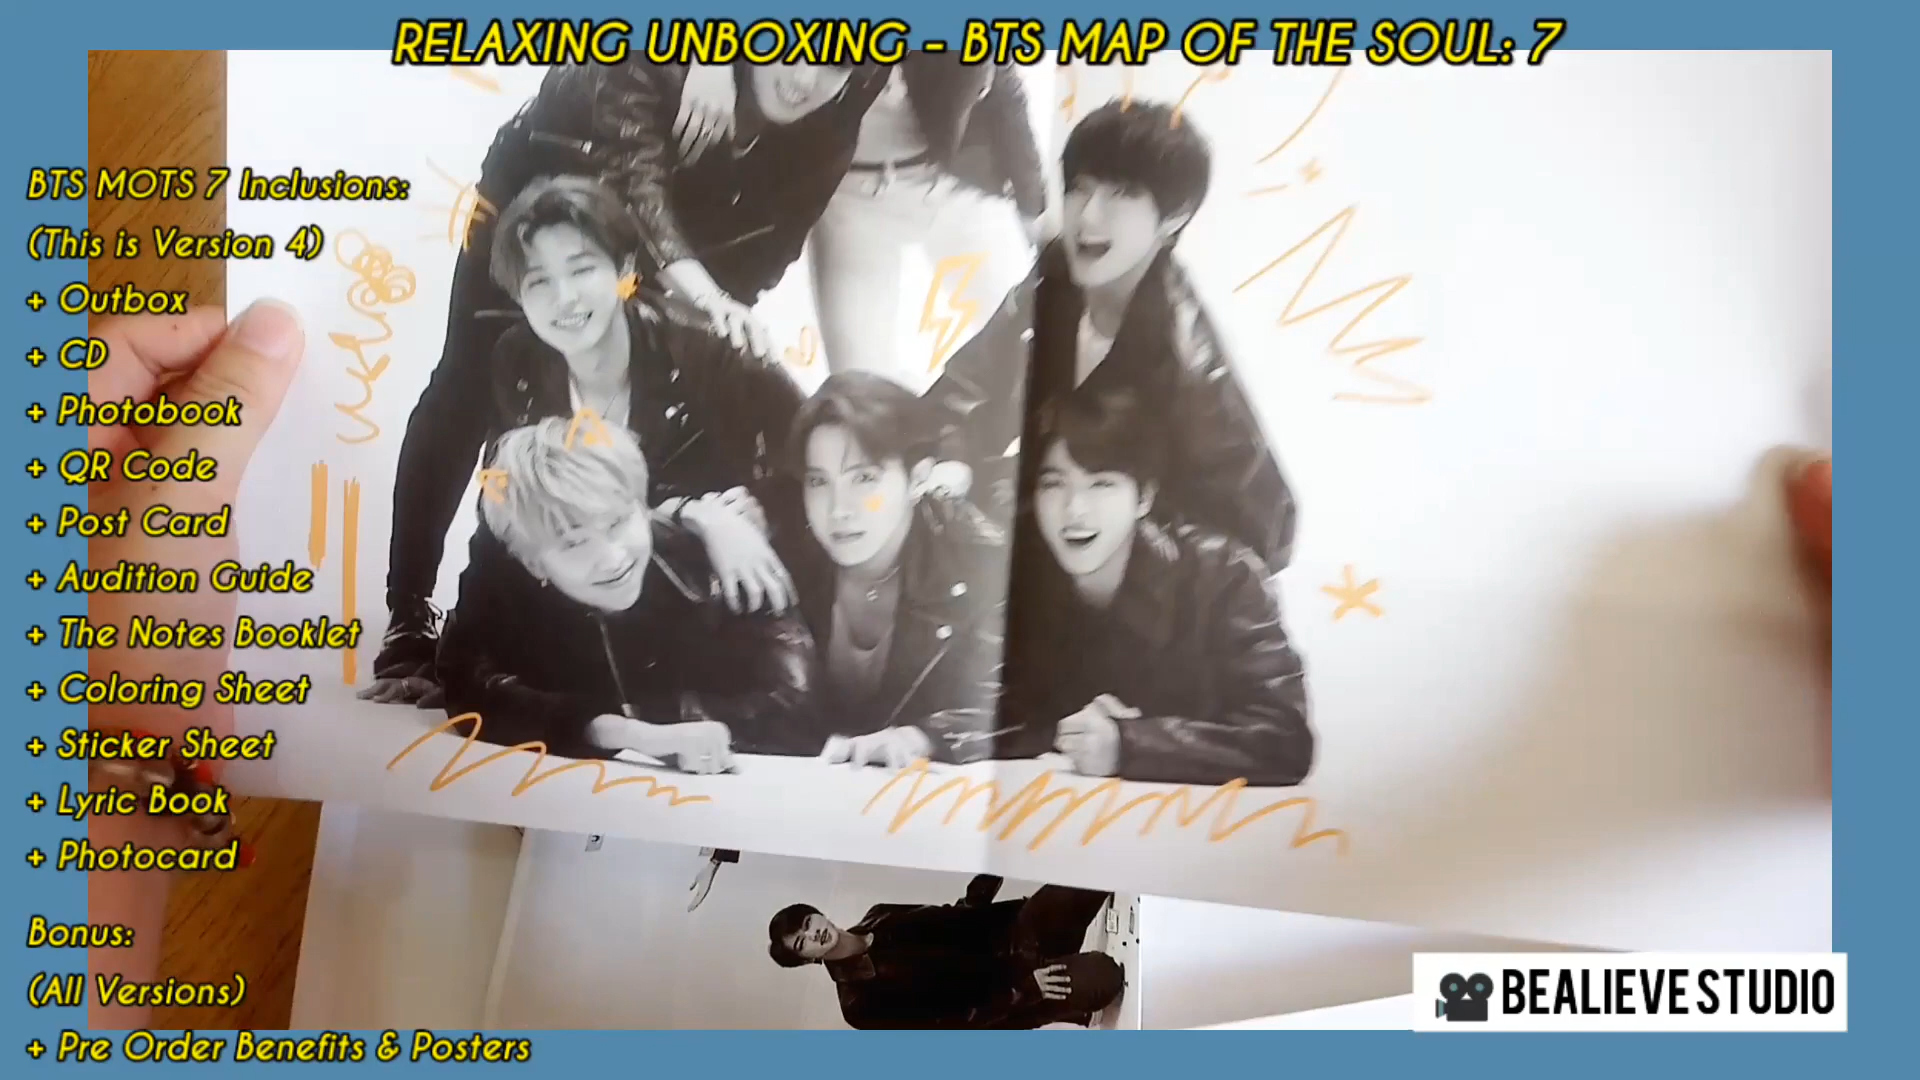 RELAXING UNBOXING - BTS MAP OF THE SOUL: 7
BTS MOTS 7 Inclusions:
(This is Version 4)
+ Outbox
+ CD
+ Photobook
+ QR Code
+ Post Card
+ Audition Guide
+ The Notes Booklet
+ Coloring Sheet
+ Sticker Sheet
+ Lyric Book
+ Photocard
Bonus:
(All Versions)
+ Pre Order Benefits & Posters
BEALIEVE STUDIO